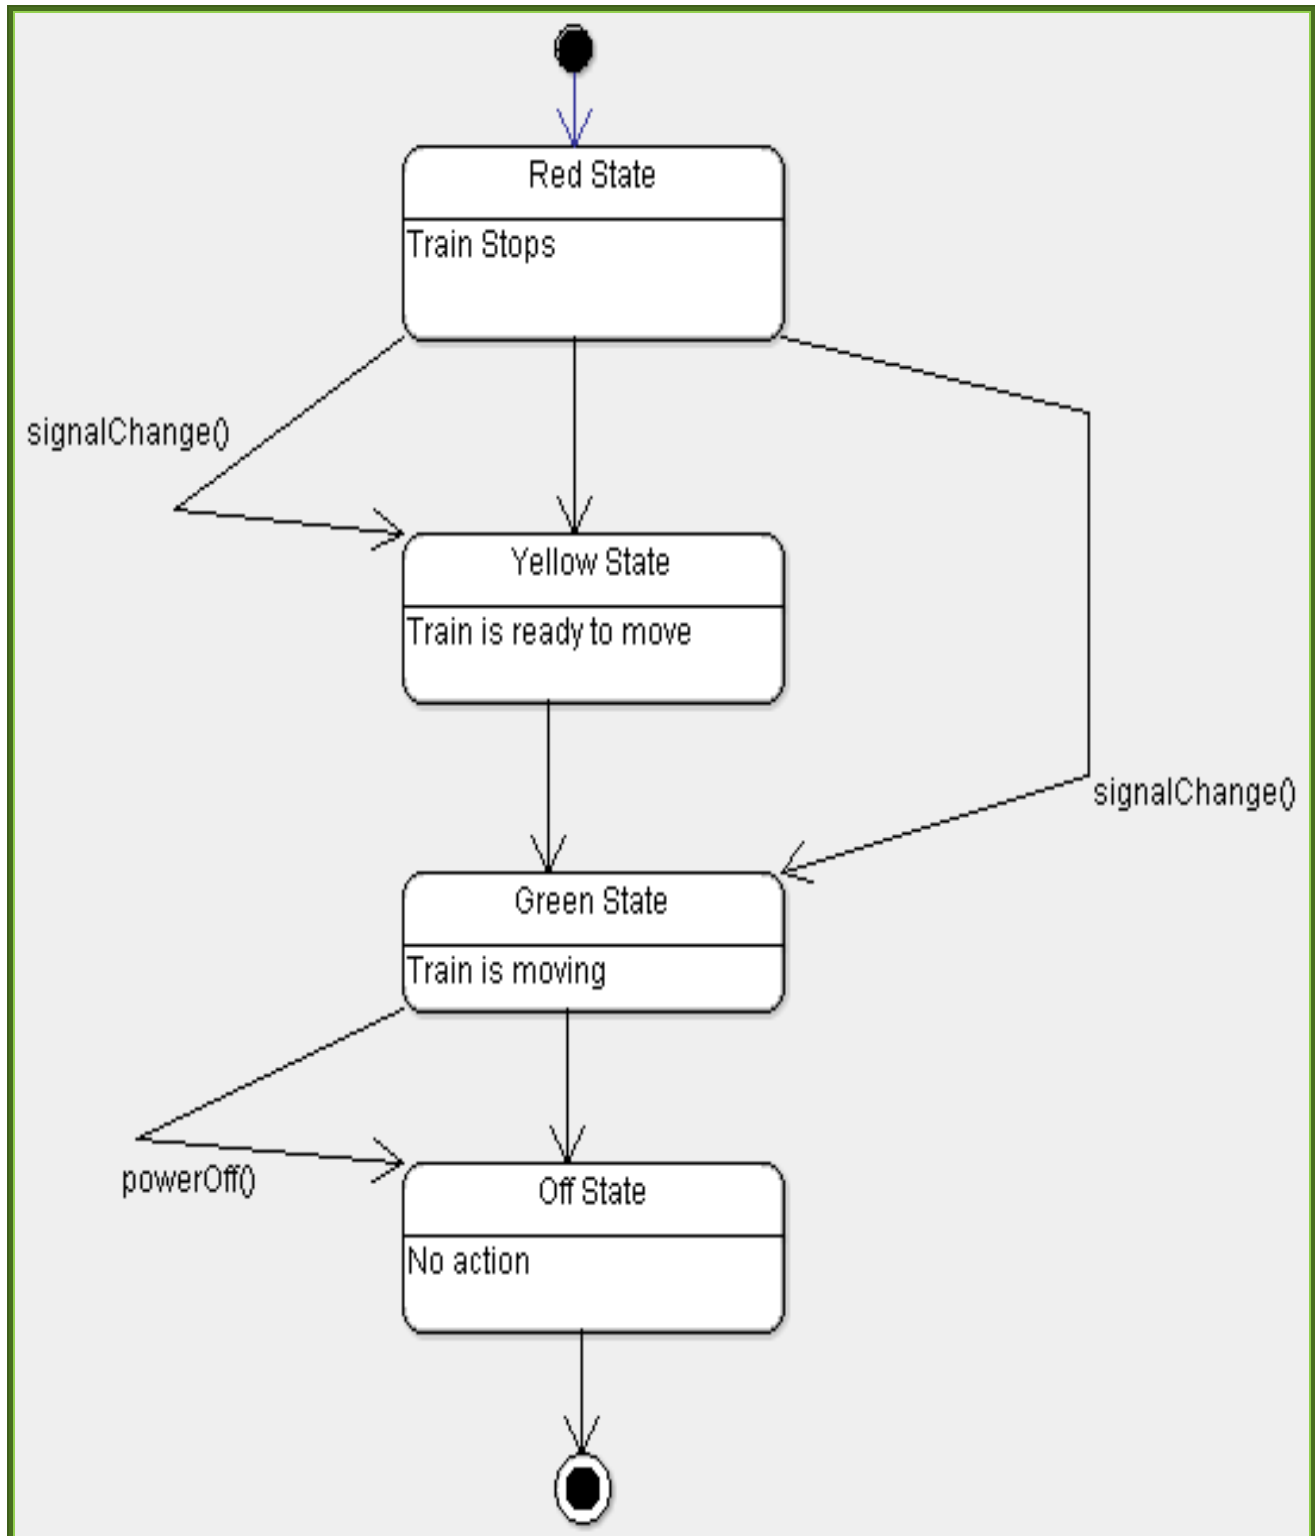 Red State
Train Stops
signalChange()
Yellow State
Train is ready to move
signalChange()
Green State
Train is moving
powerOff()
Off State
No action